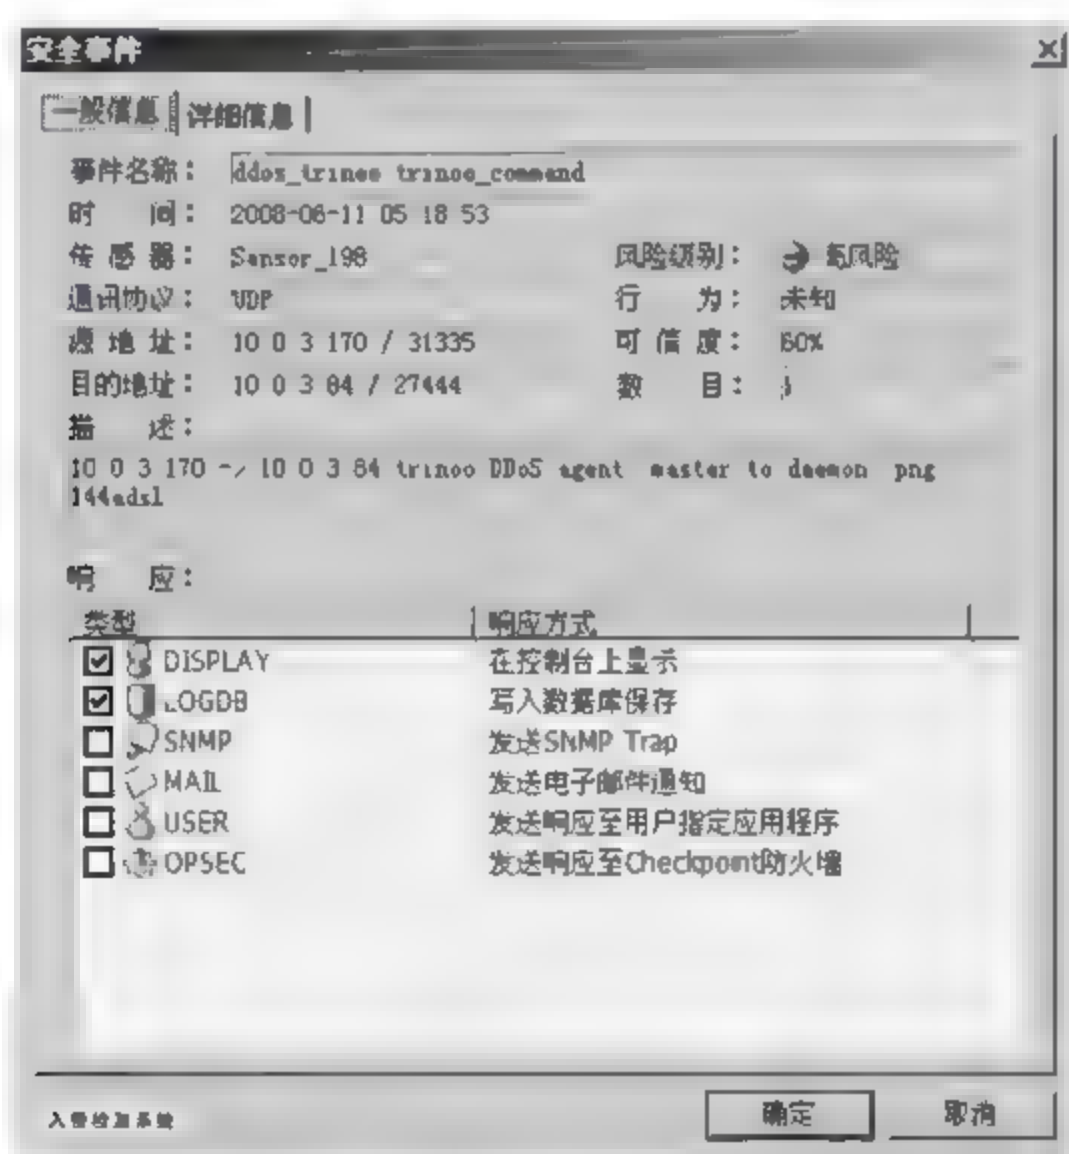 安全事件
一般信息 详细信息
事件名称: ddos_trinoo trinoo_command
时 间: 2008-08-11 05 18 53
传 感 器: Sensor_198 风险级别: 高风险
通讯协议: UDP 行 为: 未知
源 地 址: 10 0 3 170 / 31335 可 信 度: 60%
目的地址: 10 0 3 84 / 27444 数 目:
描 述:
10 0 3 170 -> 10 0 3 84 trinoo DDoS agent master to daemon png
144adsl
响 应:
类型 响应方式
DISPLAY 在控制台上显示
LOGDB 写入数据库保存
SNMP 发送SNMP Trap
MAIL 发送电子邮件通知
USER 发送响应至用户指定应用程序
OPSEC 发送响应至Checkpoint防火墙
入侵检测系统 确定 取消